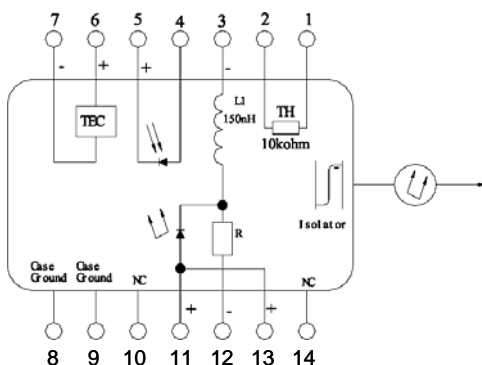 7 6 5 4 3 2 1
- + + - 
TEC
L1
150nH
TH
10kohm
Isolator
R
Case
Ground
Case
Ground
NC
NC
+ - +
8 9 10 11 12 13 14